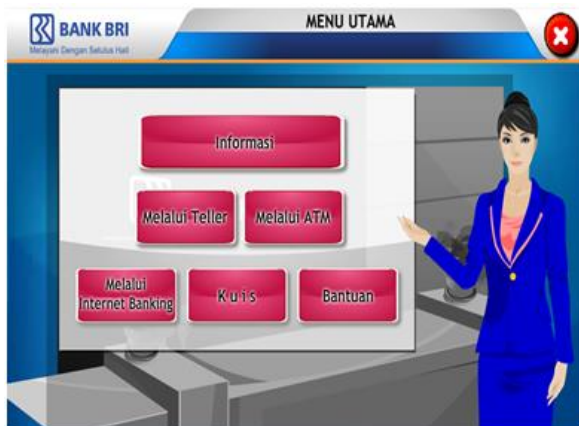 BANK BRI
Melayani Dengan Setulus Hati
MENU UTAMA
Informasi
Melalui Teller
Melalui ATM
Melalui
Internet Banking
Kuis
Bantuan